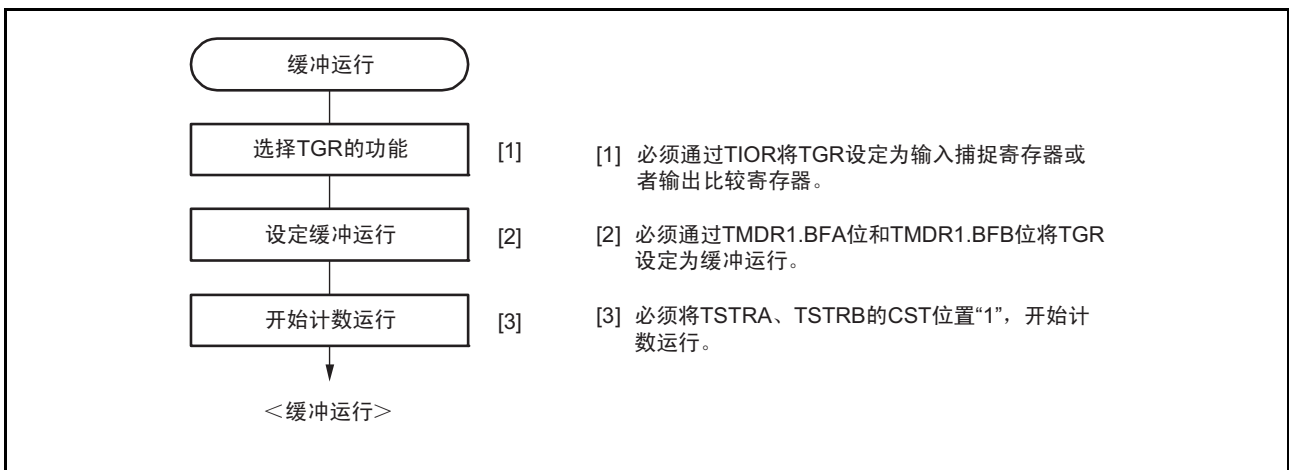 缓冲运行
选择TGR的功能
[1]
[1] 必须通过TIOR将TGR设定为输入捕捉寄存器或
者输出比较寄存器。
设定缓冲运行
[2]
[2] 必须通过TMDR1.BFA位和TMDR1.BFB位将TGR
设定为缓冲运行。
开始计数运行
[3]
[3] 必须将TSTRA、TSTRB的CST位置“1”，开始计
数运行。
＜缓冲运行＞